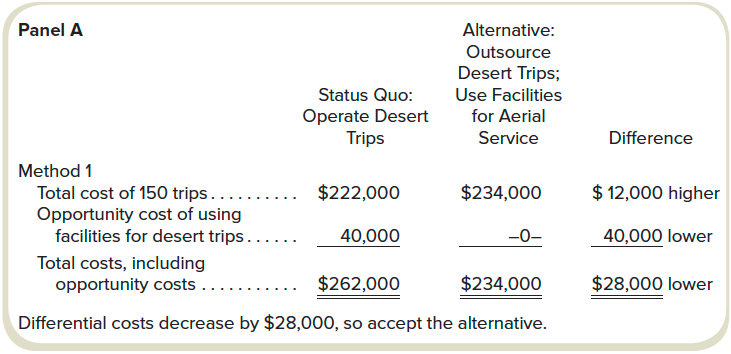 Panel A
Alternative:
Outsource
Desert Trips;
Status Quo: Use Facilities
Operate Desert for Aerial
Trips Service Difference
Method 1
Total cost of 150 trips.......... $222,000 $234,000 $ 12,000 higher
Opportunity cost of using
facilities for desert trips...... 40,000 –0– 40,000 lower
Total costs, including
opportunity costs ........... $262,000 $234,000 $28,000 lower
Differential costs decrease by $28,000, so accept the alternative.